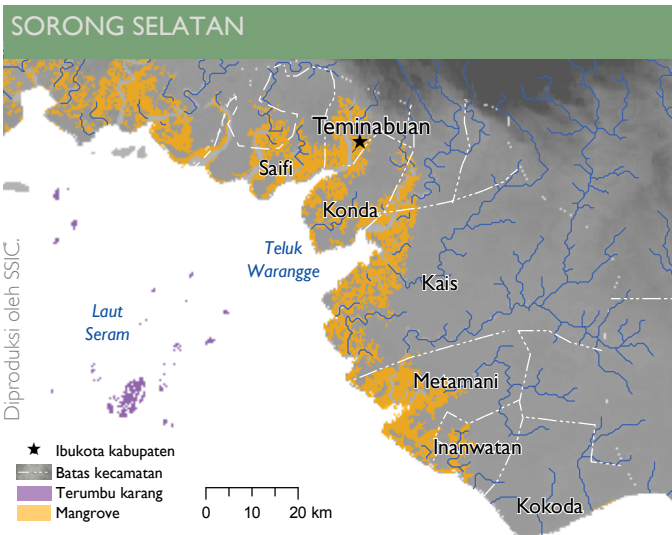 SORONG SELATAN
Teminabuan
Saifi
Konda
Teluk
Warangge
Kais
Laut
Seram
Metamani
Inanwatan
Kokoda
Diproduksi oleh SSIC.
Ibukota kabupaten
Batas kecamatan
Terumbu karang
Mangrove
0 10 20 km